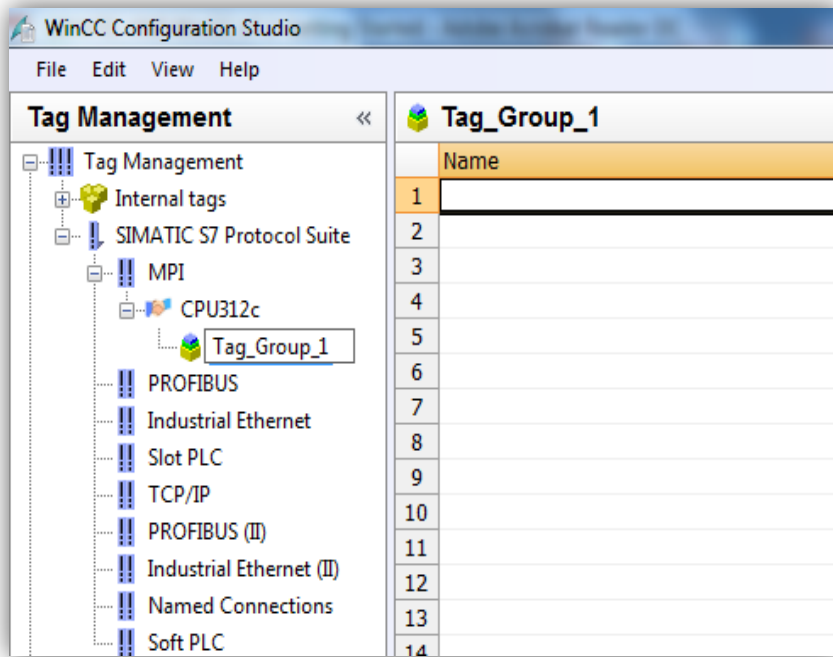 WinCC Configuration Studio
File Edit View Help
Tag Management «
Tag Management
Internal tags
SIMATIC S7 Protocol Suite
MPI
CPU312c
Tag_Group_1
PROFIBUS
Industrial Ethernet
Slot PLC
TCP/IP
PROFIBUS (II)
Industrial Ethernet (II)
Named Connections
Soft PLC
Tag_Group_1
Name
1
2
3
4
5
6
7
8
9
10
11
12
13
14